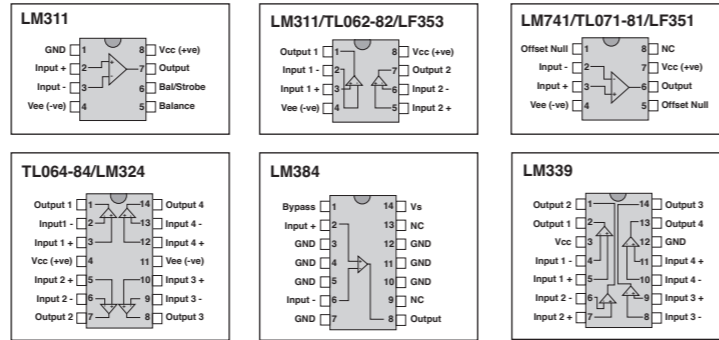 LM311
GND 1 8 Vcc (+ve)
Input + 2 7 Output
Input - 3 6 Bal/Strobe
Vee (-ve) 4 5 Balance
LM311/TL062-82/LF353
Output 1 1 8 Vcc (+ve)
Input 1 - 2 7 Output 2
Input 1 + 3 6 Input 2 -
Vee (-ve) 4 5 Input 2 +
LM741/TL071-81/LF351
Offset Null 1 8 NC
Input - 2 7 Vcc (+ve)
Input + 3 6 Output
Vee (-ve) 4 5 Offset Null
TL064-84/LM324
Output 1 1 14 Output 4
Input1 - 2 13 Input 4 -
Input 1 + 3 12 Input 4 +
Vcc (+ve) 4 11 Vee (-ve)
Input 2 + 5 10 Input 3 +
Input 2 - 6 9 Input 3 -
Output 2 7 8 Output 3
LM384
Bypass 1 14 Vs
Input + 2 13 NC
GND 3 12 GND
GND 4 11 GND
GND 5 10 GND
Input - 6 9 NC
GND 7 8 Output
LM339
Output 2 1 14 Output 3
Output 1 2 13 Output 4
Vcc 3 12 GND
Input 1 - 4 11 Input 4 +
Input 1 + 5 10 Input 4 -
Input 2 - 6 9 Input 3 +
Input 2 + 7 8 Input 3 -